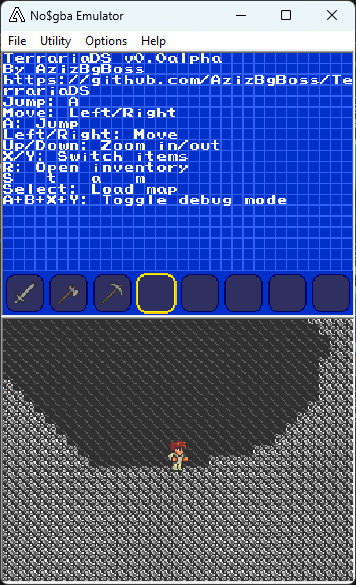 No$gba Emulator
File Utility Options Help
TerrariaDS v0.0alpha
By AzizBgBoss
https://github.com/AzizBgBoss/Te
rrariaDS
Jump: A
Move: Left/Right
A: Jump
Left/Right: Move
Up/Down: Zoom in/out
X/Y: Switch items
R: Open inventory
S t a m
Select: Load map
A+B+X+Y: Toggle debug mode